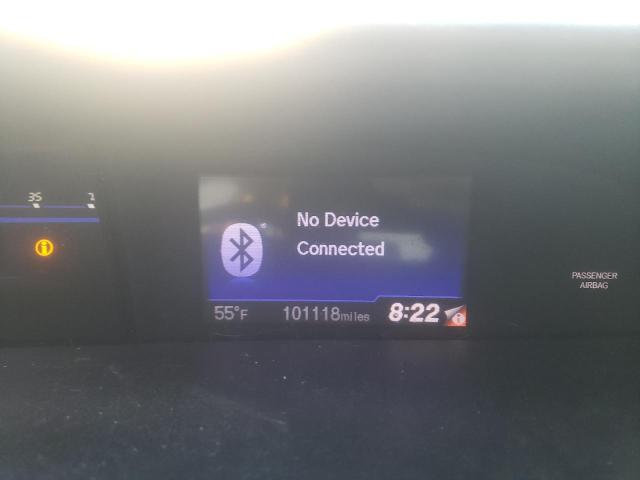 35
No Device
Connected
55°F 101118miles 8:22
PASSENGER
AIRBAG